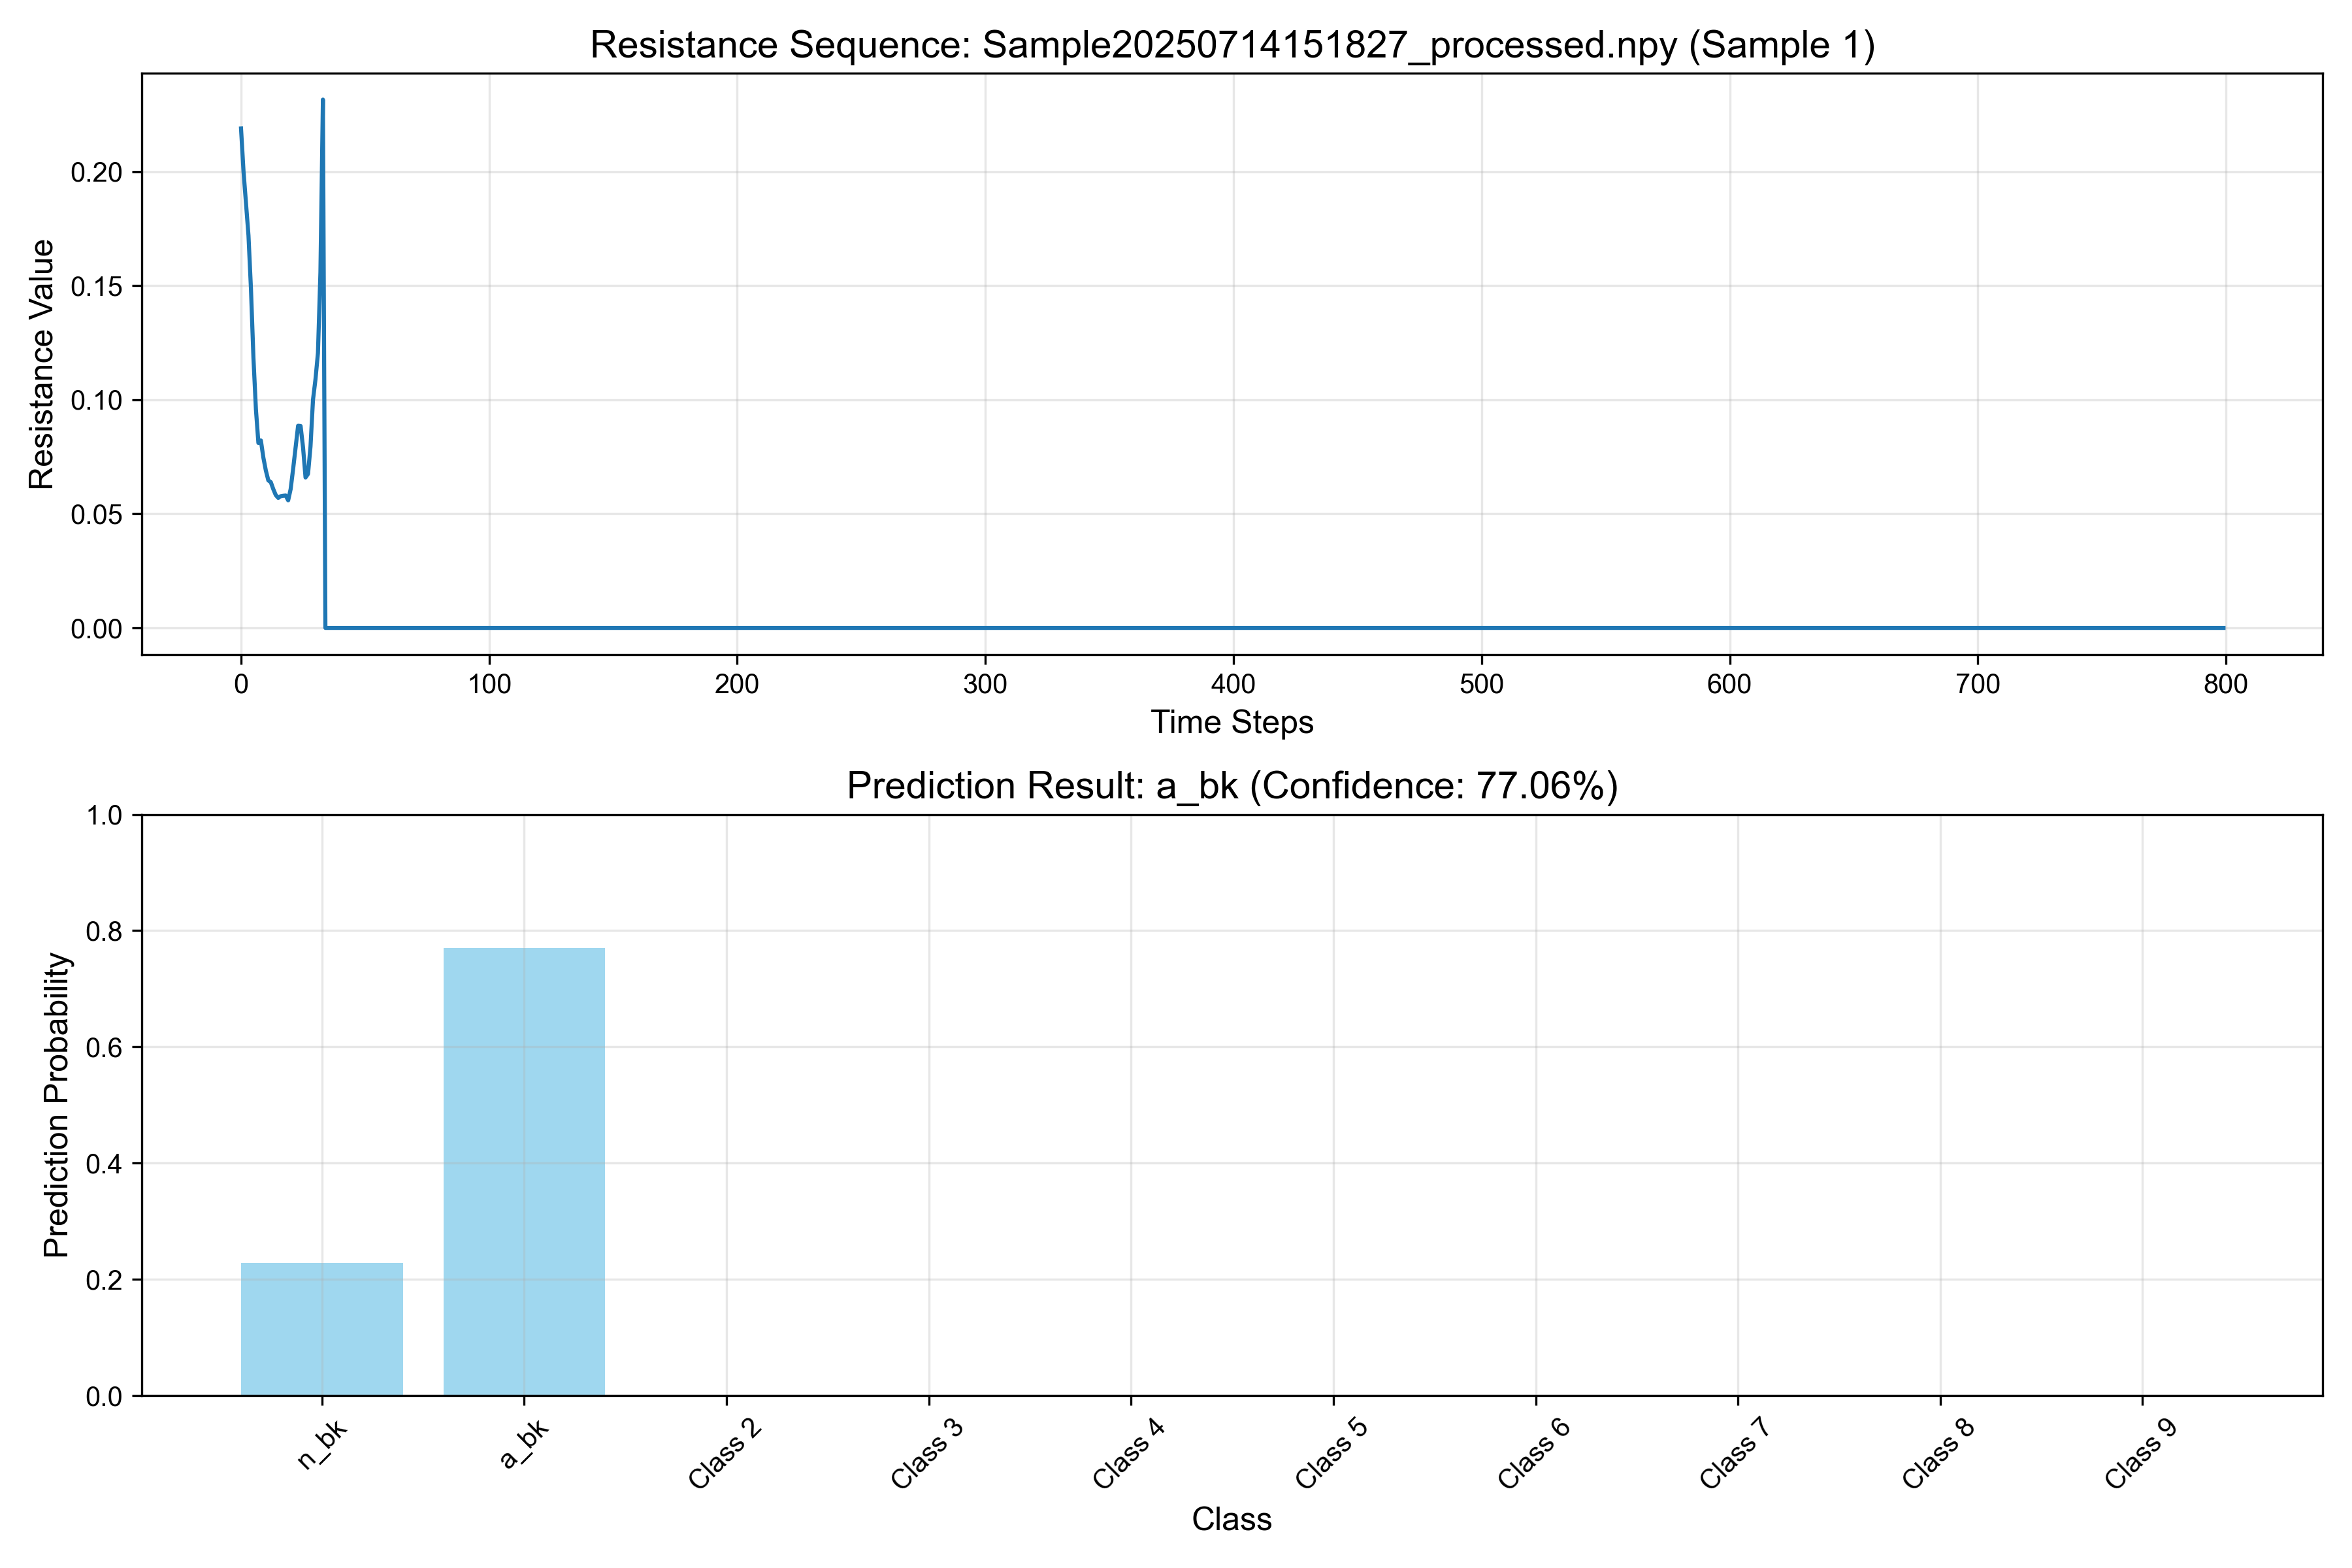 Resistance Sequence: Sample20250714151827_processed.npy (Sample 1)
Resistance Value
0.20
0.15
0.10
0.05
0.00
0 100 200 300 400 500 600 700 800
Time Steps
Prediction Result: a_bk (Confidence: 77.06%)
Prediction Probability
1.0
0.8
0.6
0.4
0.2
0.0
n_bk a_bk Class 2 Class 3 Class 4 Class 5 Class 6 Class 7 Class 8 Class 9
Class